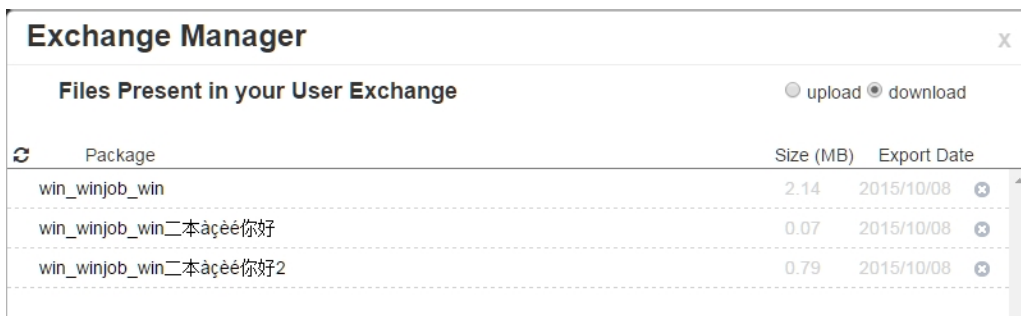 Exchange Manager x
Files Present in your User Exchange upload download
Package Size (MB) Export Date
win_winjob_win 2.14 2015/10/08
win_winjob_win二本àçèé你好 0.07 2015/10/08
win_winjob_win二本àçèé你好2 0.79 2015/10/08